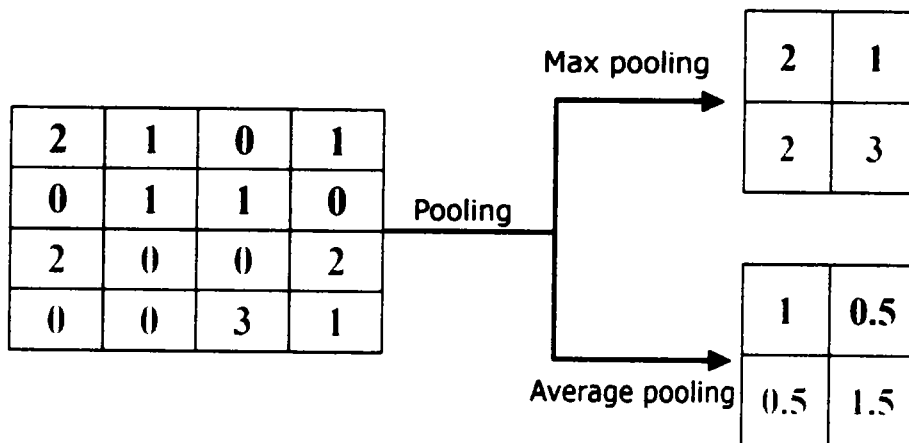 2 1 0 1
0 1 1 0
2 0 0 2
0 0 3 1
Pooling
Max pooling
2 1
2 3
Average pooling
1 0.5
0.5 1.5